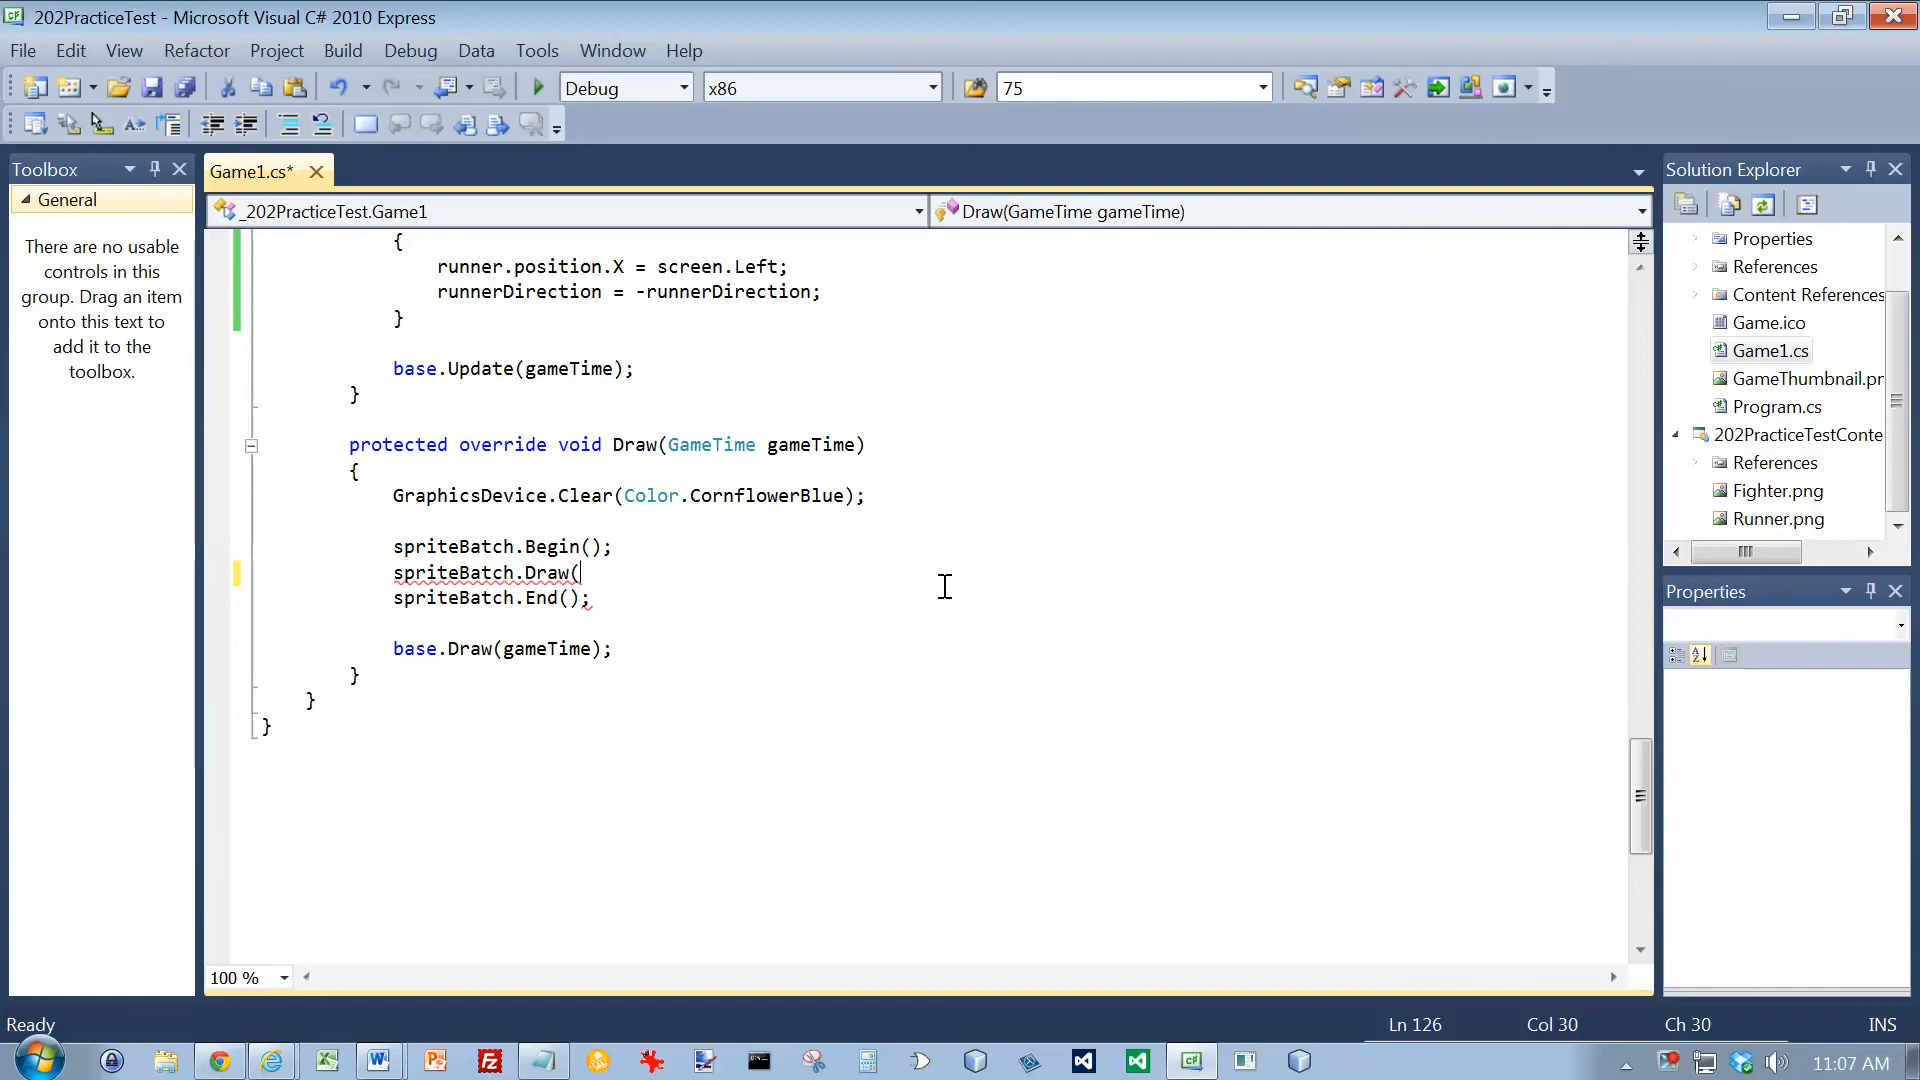 202PracticeTest - Microsoft Visual C# 2010 Express
File Edit View Refactor Project Build Debug Data Tools Window Help
Debug x86 75
Toolbox
General
There are no usable
controls in this
group. Drag an item
onto this text to
add it to the
toolbox.
Game1.cs*
_202PracticeTest.Game1
Draw(GameTime gameTime)
{
runner.position.X = screen.Left;
runnerDirection = -runnerDirection;
}
base.Update(gameTime);
}
protected override void Draw(GameTime gameTime)
{
GraphicsDevice.Clear(Color.CornflowerBlue);
spriteBatch.Begin();
spriteBatch.Draw(
spriteBatch.End();
base.Draw(gameTime);
}
}
}
100 %
Solution Explorer
Properties
References
Content References
Game.ico
Game1.cs
GameThumbnail.pr
Program.cs
202PracticeTestConte
References
Fighter.png
Runner.png
Properties
Ready
Ln 126 Col 30 Ch 30 INS
11:07 AM